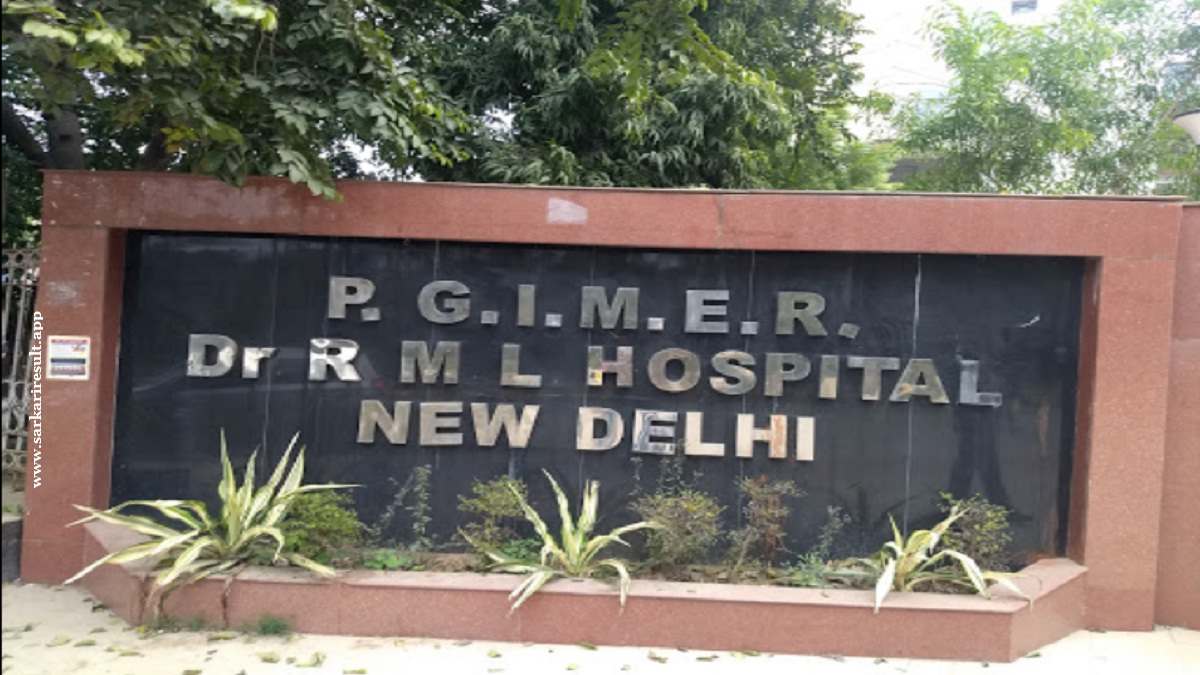 P. G.I.M.E.R.
Dr R M L HOSPITAL
NEW DELHI
www.sarkariresult.app